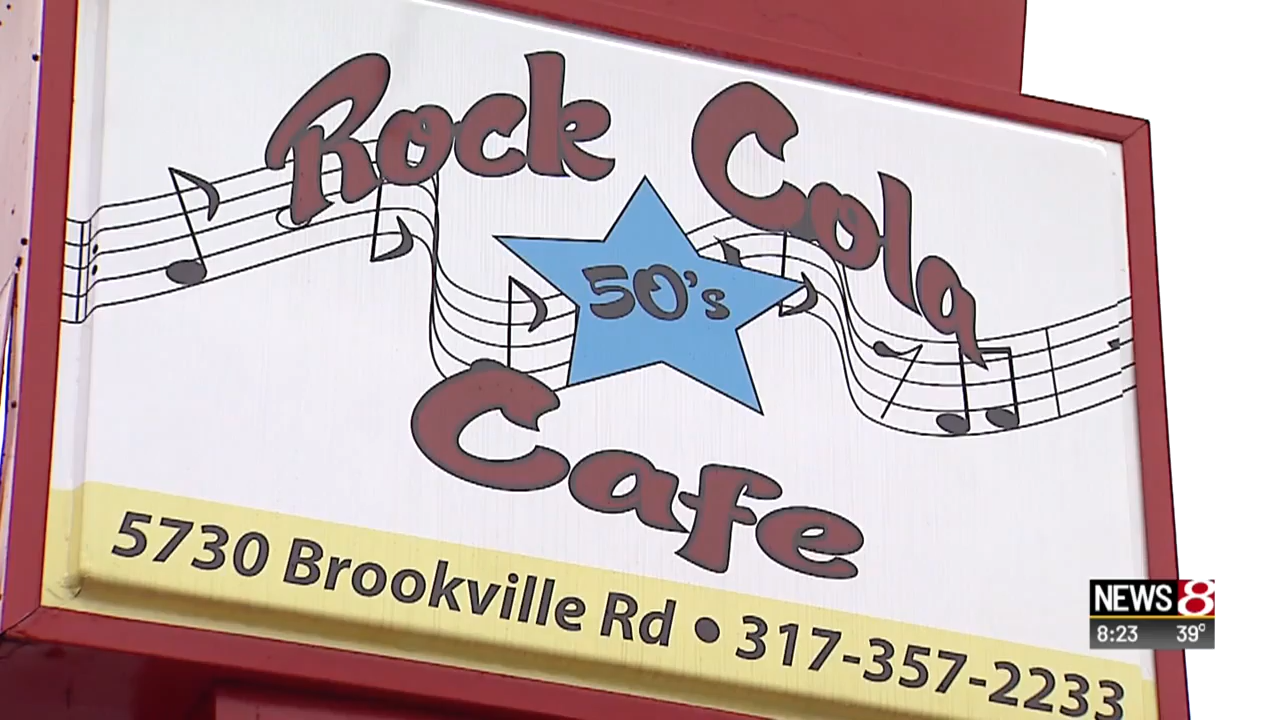 Rock Cola
50's
Cafe
5730 Brookville Rd • 317-357-2233
NEWS 8
8:23 39°